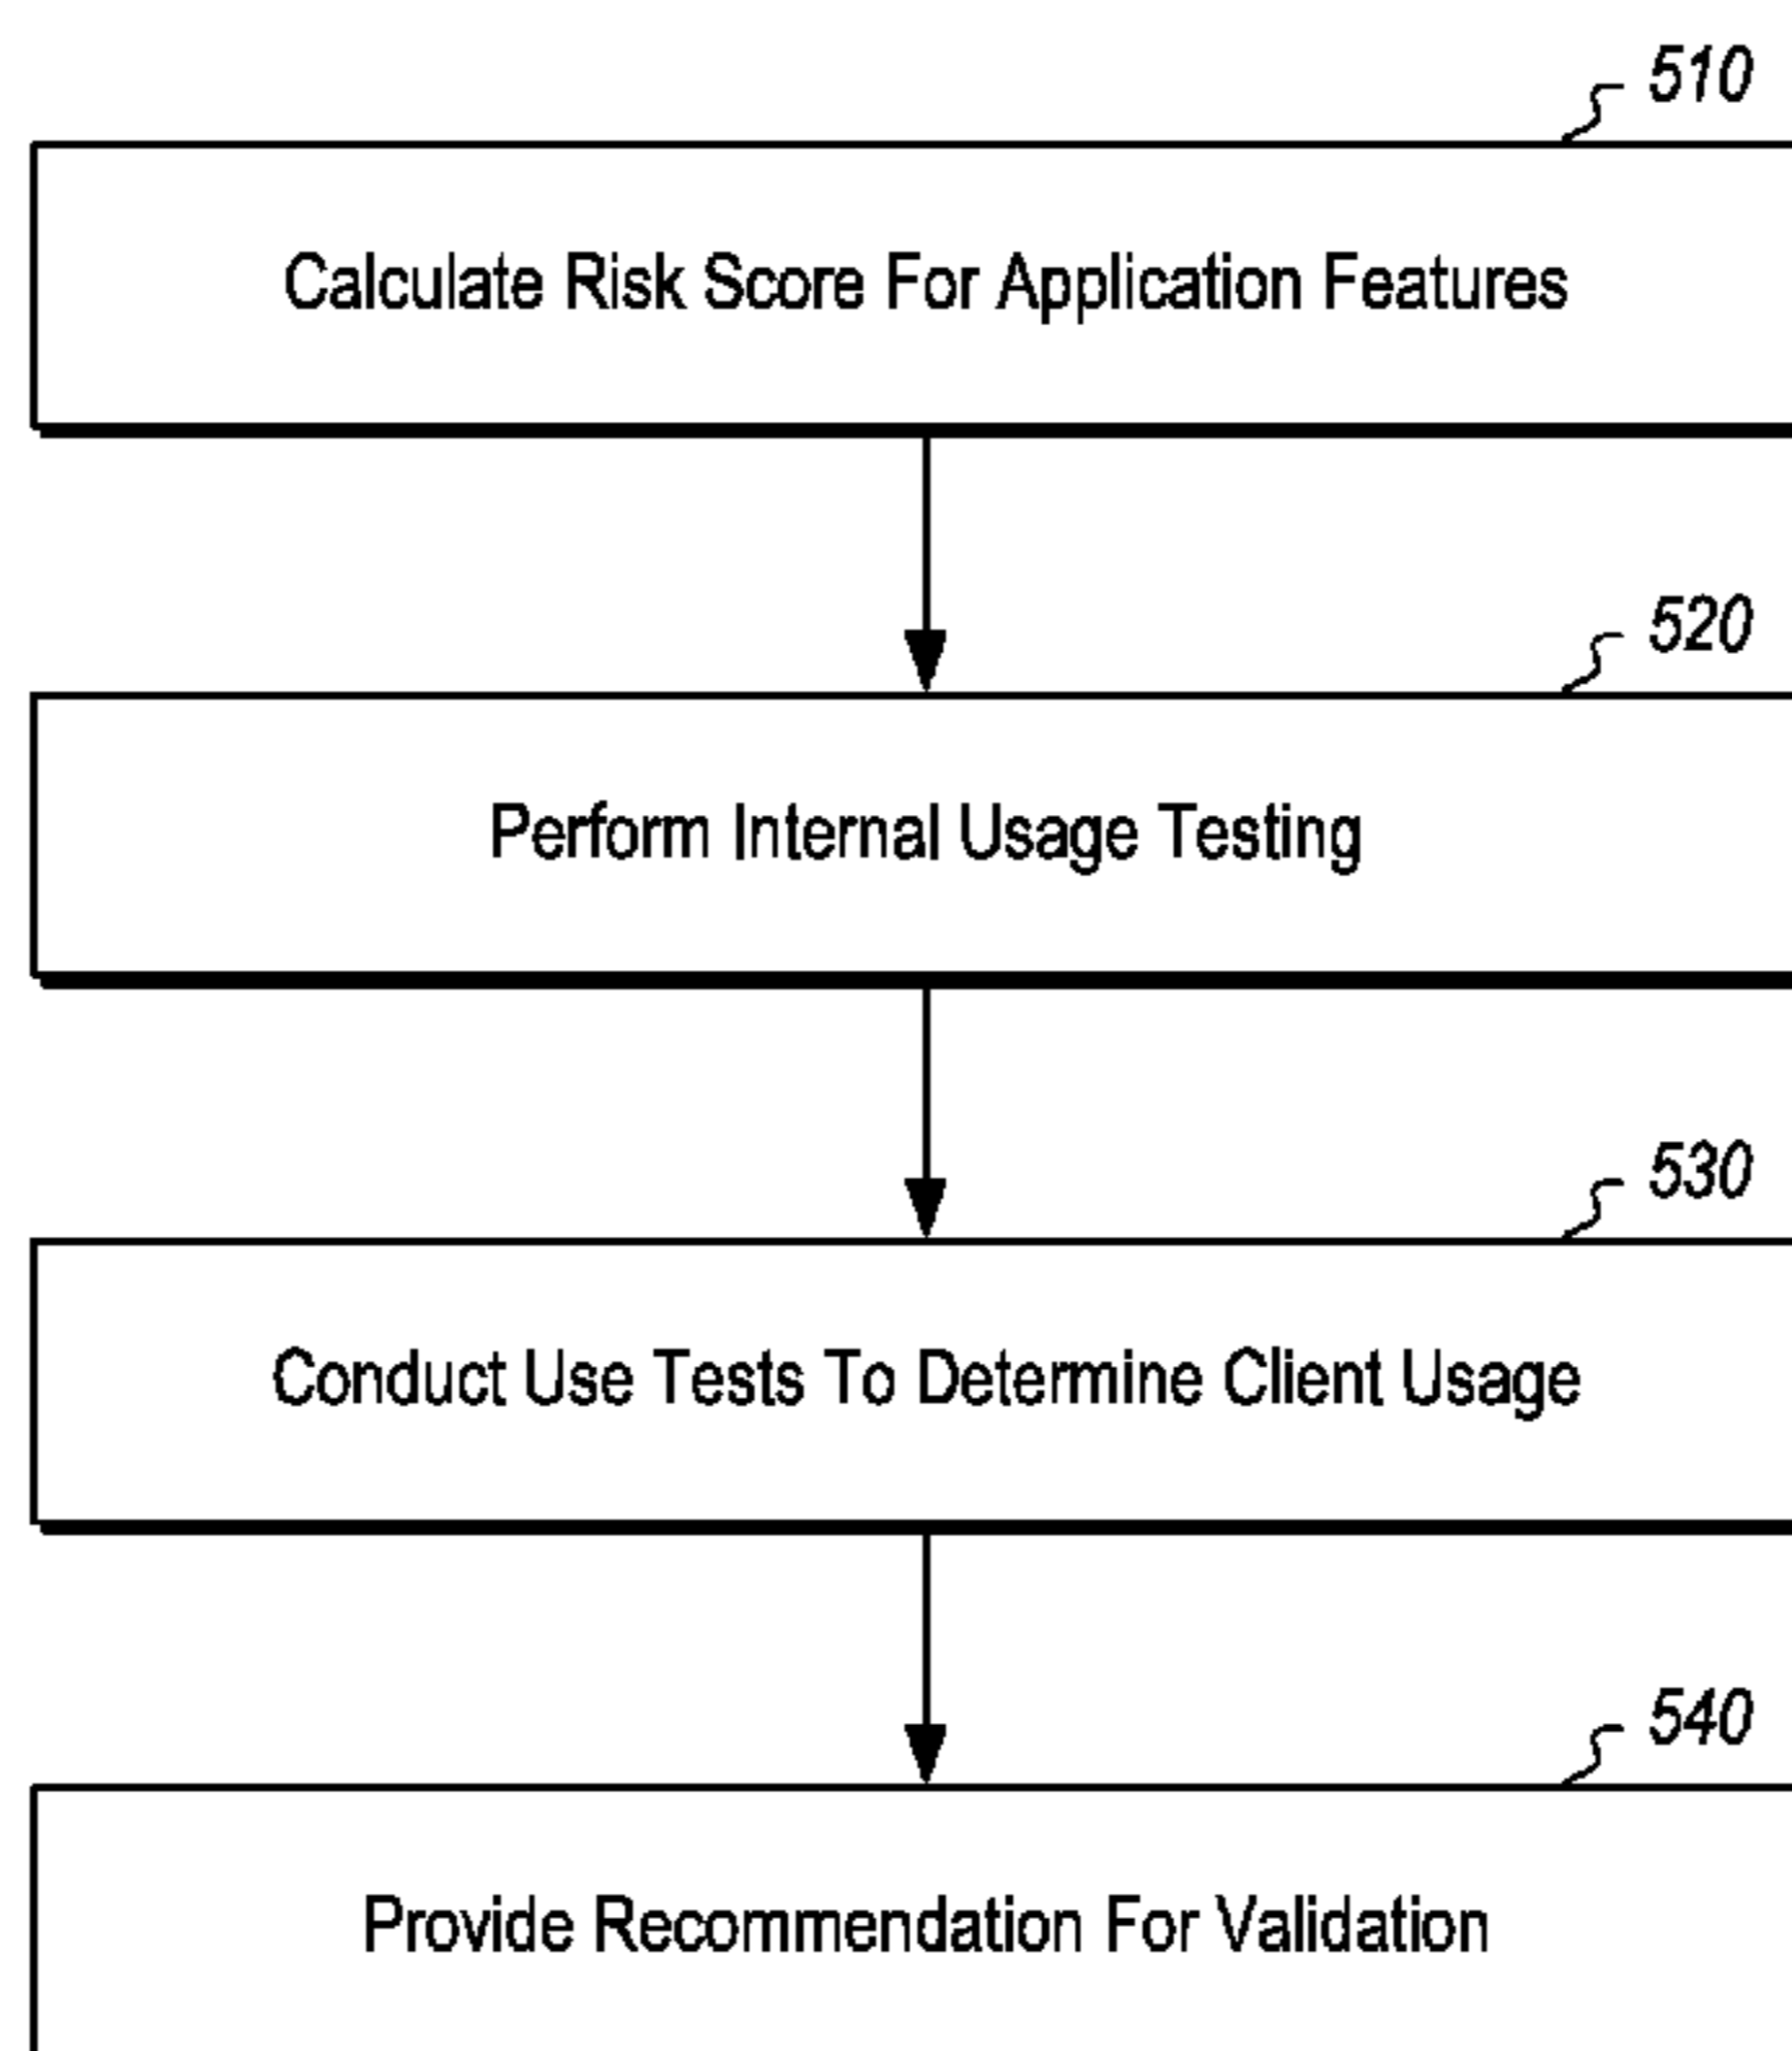 510
Calculate Risk Score For Application Features
520
Perform Internal Usage Testing
530
Conduct Use Tests To Determine Client Usage
540
Provide Recommendation For Validation